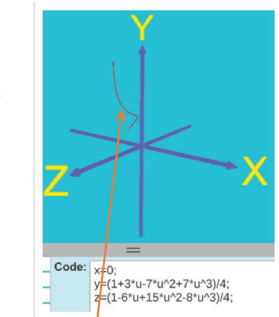 Y
Z
X
Code:
x=0;
y=(1+3*u-7*u^2+7*u^3)/4;
z=(1-6*u+15*u^2-8*u^3)/4;